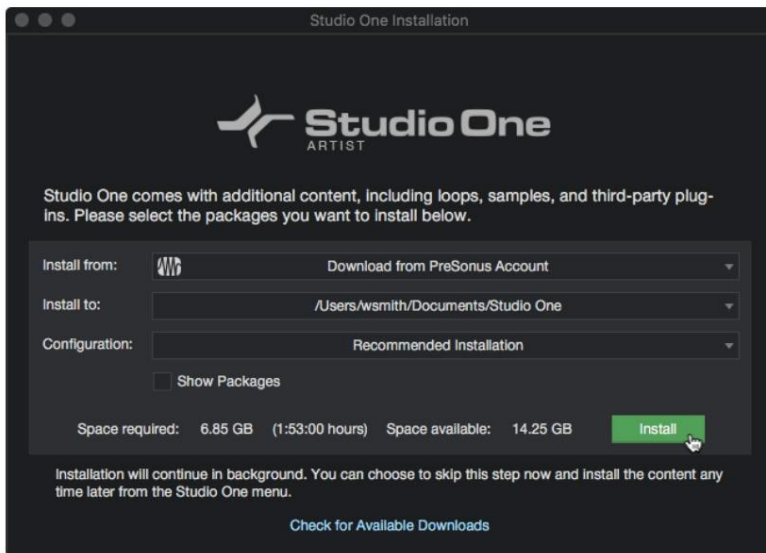 Studio One Installation
Studio One
ARTIST
Studio One comes with additional content, including loops, samples, and third-party plug-
ins. Please select the packages you want to install below.
Install from: Download from PreSonus Account
Install to: /Users/wsmith/Documents/Studio One
Configuration: Recommended Installation
Show Packages
Space required: 6.85 GB (1:53:00 hours) Space available: 14.25 GB Install
Installation will continue in background. You can choose to skip this step now and install the content any
time later from the Studio One menu.
Check for Available Downloads